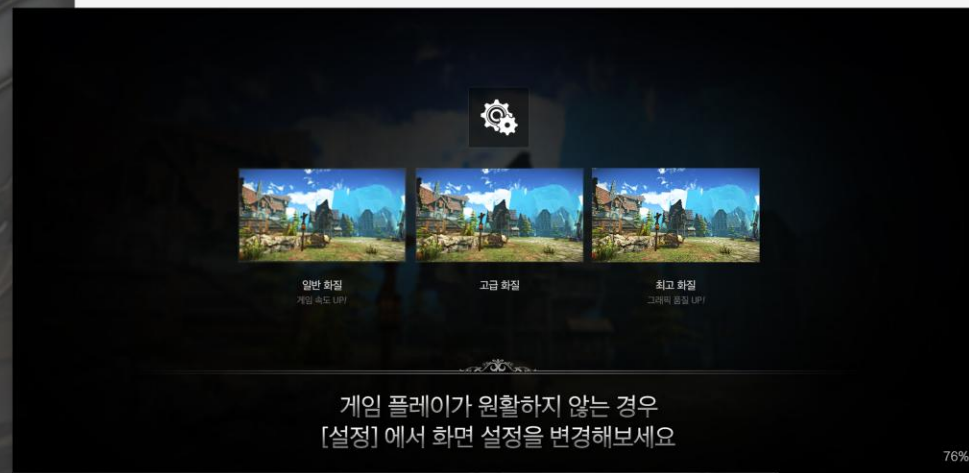 일반 화질
게임 속도 UP!
고급 화질
최고 화질
그래픽 품질 UP!
게임 플레이가 원활하지 않는 경우
[설정] 에서 화면 설정을 변경해보세요
76%